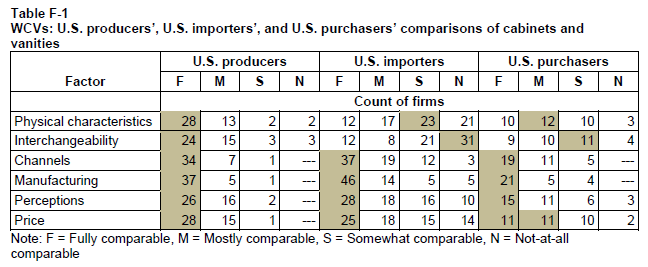 Table F-1
WCVs: U.S. producers’, U.S. importers’, and U.S. purchasers’ comparisons of cabinets and
vanities
U.S. producers U.S. importers U.S. purchasers
Factor F M S N F M S N F M S N
Count of firms
Physical characteristics 28 13 2 2 12 17 23 21 10 12 10 3
Interchangeability 24 15 3 3 12 8 21 31 9 10 11 4
Channels 34 7 1 --- 37 19 12 3 19 11 5 ---
Manufacturing 37 5 1 --- 46 14 5 5 21 5 4 ---
Perceptions 26 16 2 --- 28 18 16 10 15 11 6 3
Price 28 15 1 --- 25 18 15 14 11 11 10 2
Note: F = Fully comparable, M = Mostly comparable, S = Somewhat comparable, N = Not-at-all
comparable